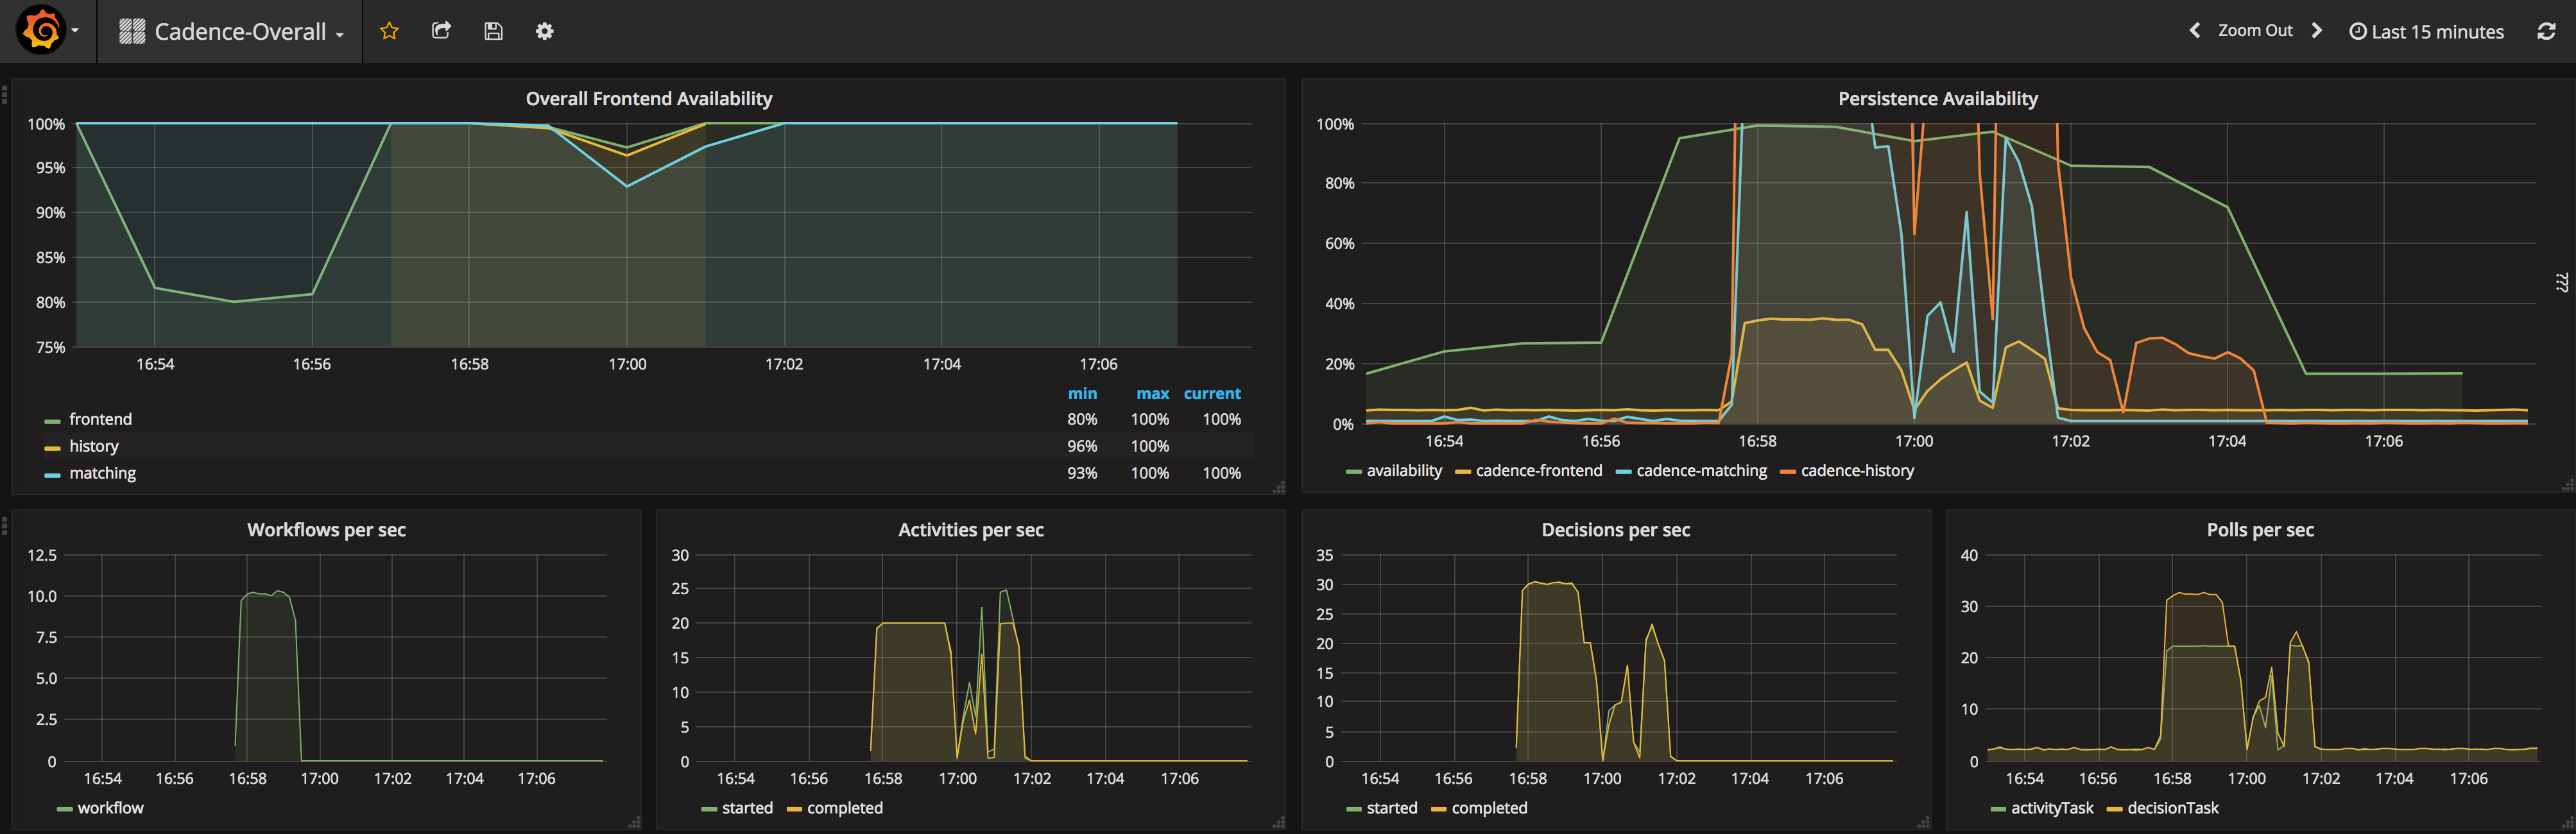 Cadence-Overall
Zoom Out
Last 15 minutes
Overall Frontend Availability
100%
95%
90%
85%
80%
75%
16:54 16:56 16:58 17:00 17:02 17:04 17:06
min max current
frontend 80% 100% 100%
history 96% 100%
matching 93% 100% 100%
Persistence Availability
100%
80%
60%
40%
20%
0%
16:54 16:56 16:58 17:00 17:02 17:04 17:06
availability cadence-frontend cadence-matching cadence-history
???
Workflows per sec
12.5
10.0
7.5
5.0
2.5
0
16:54 16:56 16:58 17:00 17:02 17:04 17:06
workflow
Activities per sec
30
25
20
15
10
5
0
16:54 16:56 16:58 17:00 17:02 17:04 17:06
started completed
Decisions per sec
35
30
25
20
15
10
5
0
16:54 16:56 16:58 17:00 17:02 17:04 17:06
started completed
Polls per sec
40
30
20
10
0
16:54 16:56 16:58 17:00 17:02 17:04 17:06
activityTask decisionTask